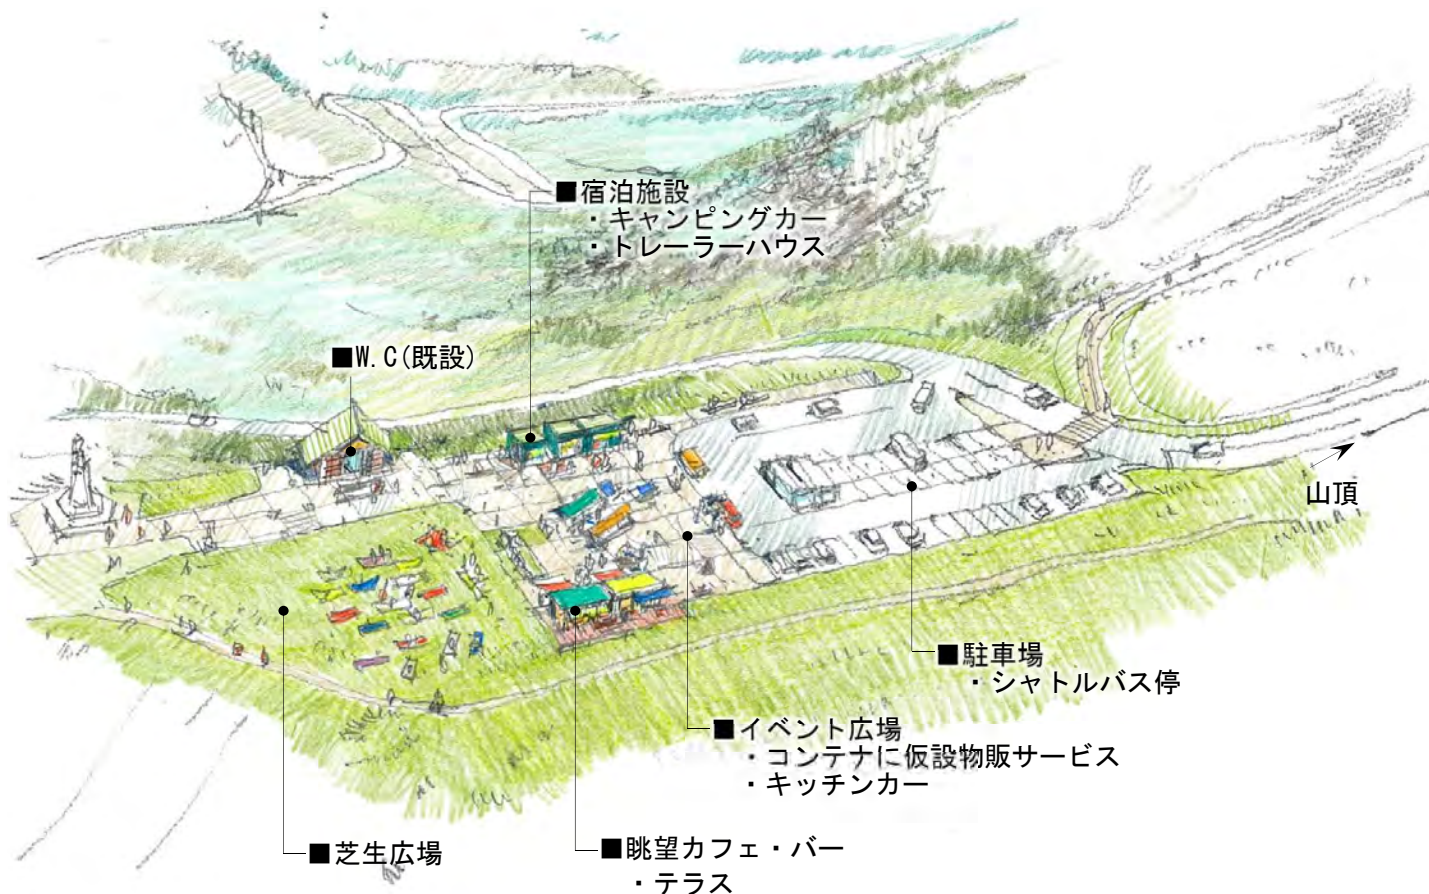 ■宿泊施設
・キャンピングカー
・トレーラーハウス
■W.C(既設)
山頂
■駐車場
・シャトルバス停
■イベント広場
・コンテナに仮設物販サービス
・キッチンカー
■芝生広場
■眺望カフェ・バー
・テラス